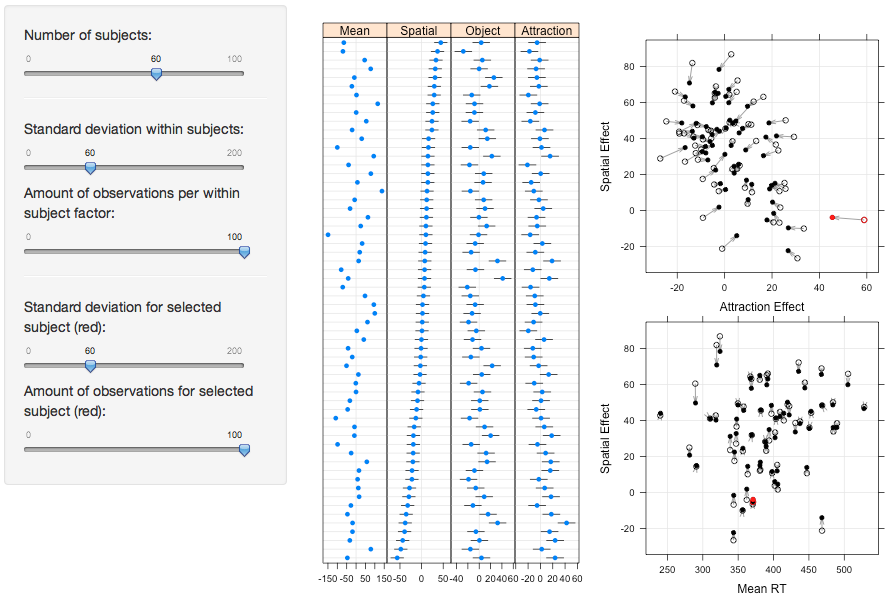 Number of subjects:
0 60 100
Standard deviation within subjects:
0 60 200
Amount of observations per within
subject factor:
0 100
Standard deviation for selected
subject (red):
0 60 200
Amount of observations for selected
subject (red):
0 100
Mean Spatial Object Attraction
-150 -50 50 150 -50 0 50 -40 0 20 40 60 -20 0 20 40 60
80
60
40
20
0
-20
Spatial Effect
-20 0 20 40 60
Attraction Effect
80
60
40
20
0
-20
Spatial Effect
250 300 350 400 450 500
Mean RT